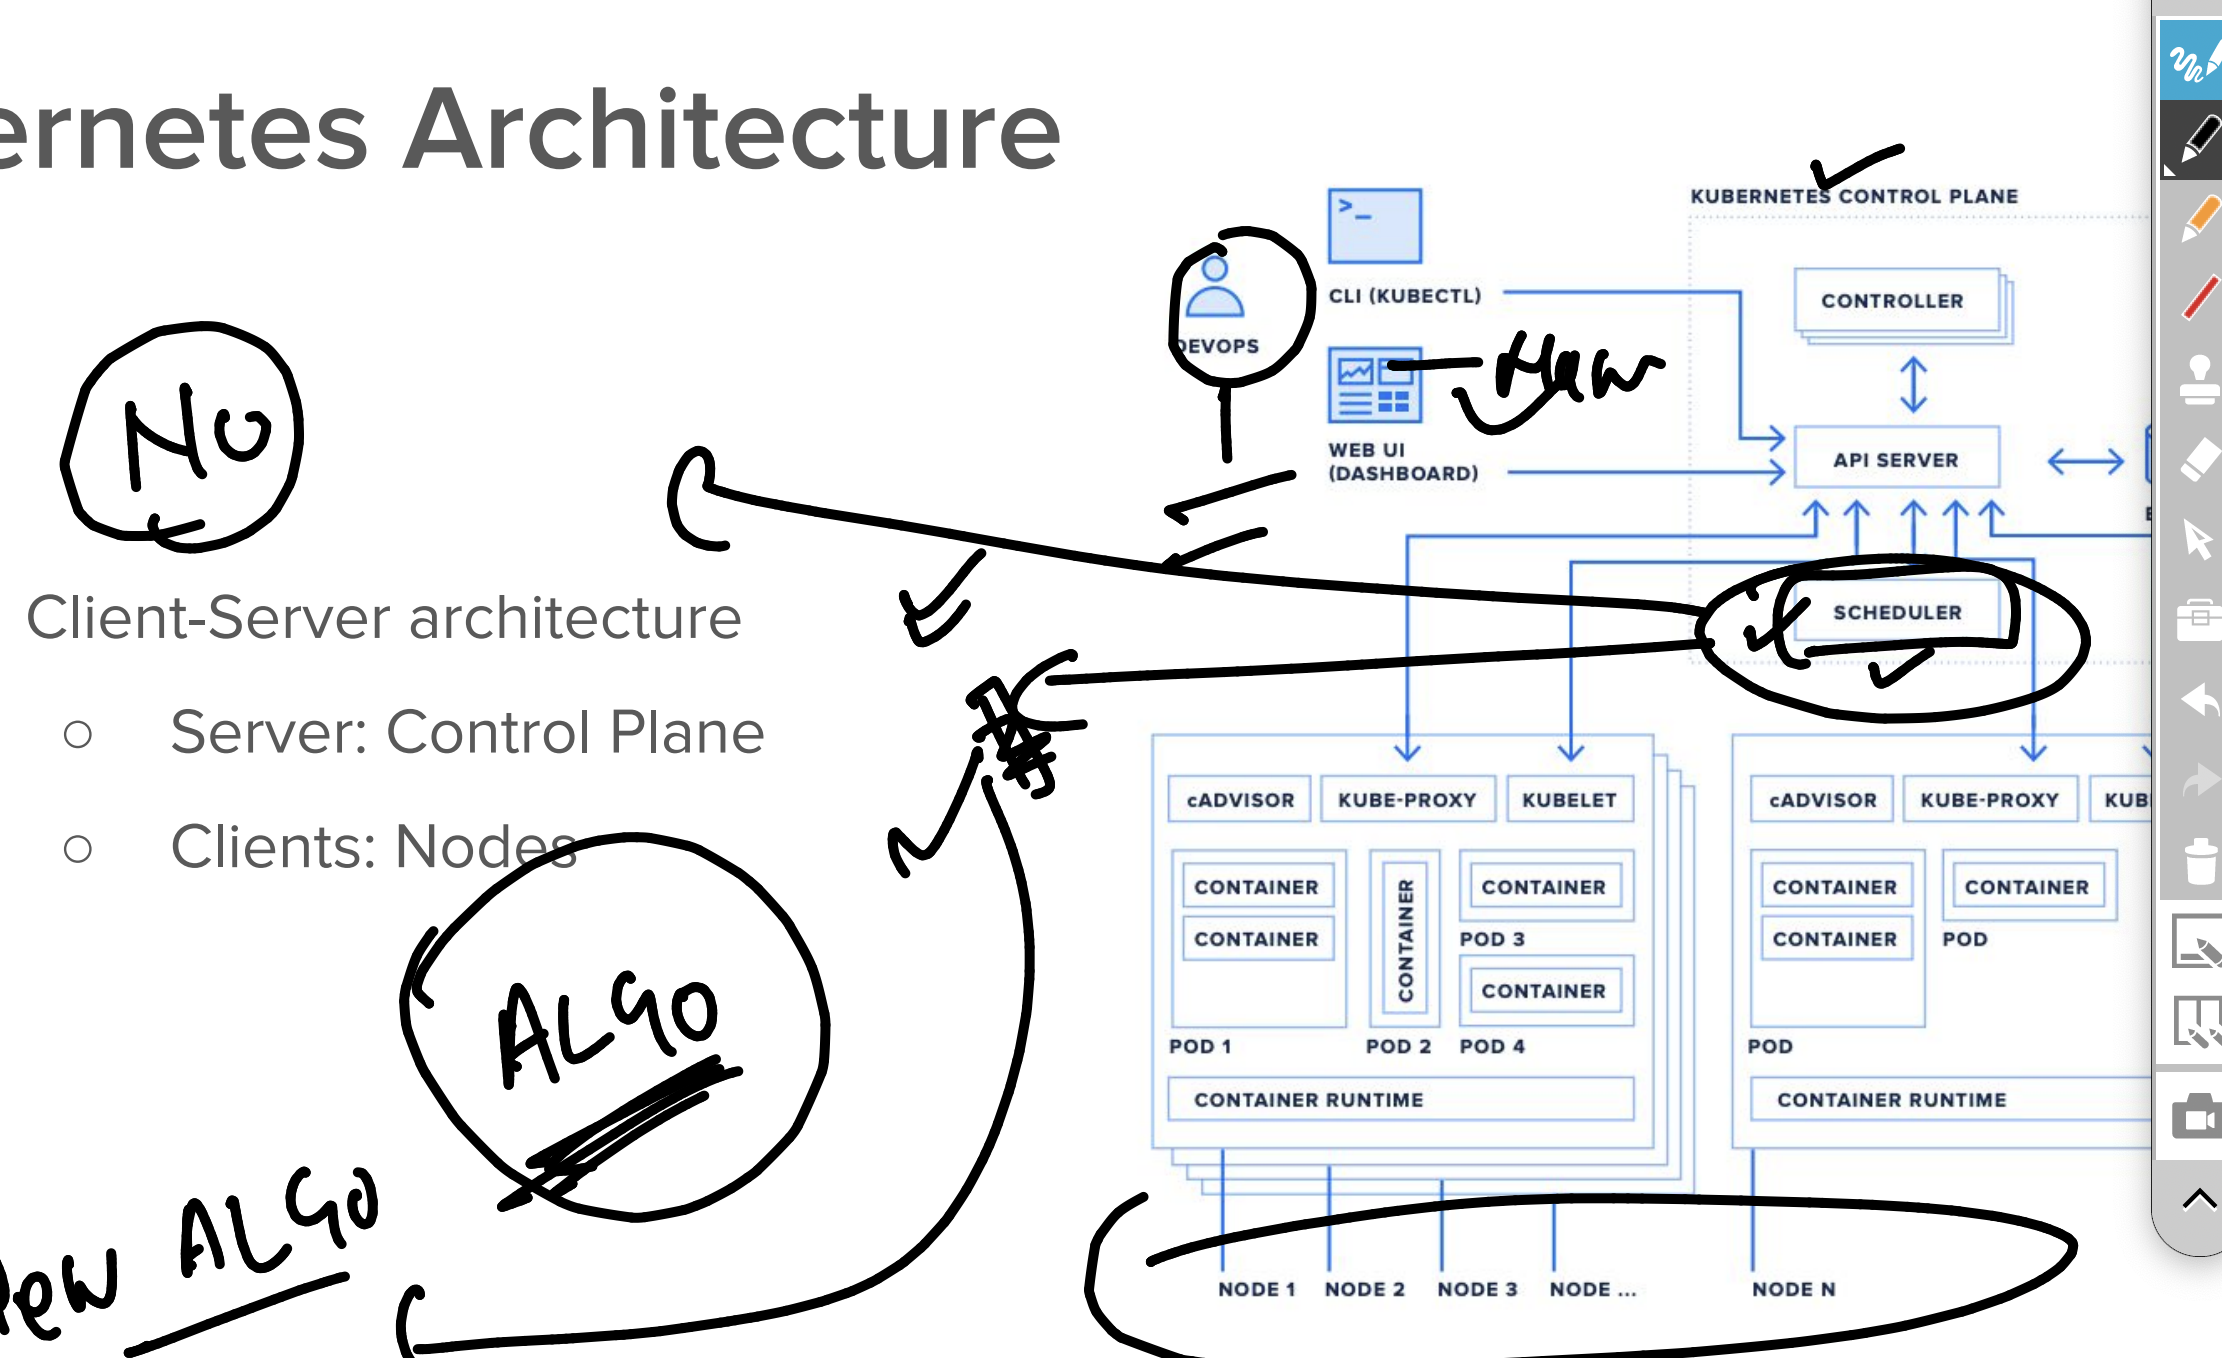 ernetes Architecture
KUBERNETES CONTROL PLANE
>_
CLI (KUBECTL)
CONTROLLER
DEVOPS
NO
WEB UI
(DASHBOARD)
API SERVER
Client-Server architecture
SCHEDULER
○ Server: Control Plane
○ Clients: Nodes
cADVISOR KUBE-PROXY KUBELET
cADVISOR KUBE-PROXY KUB
CONTAINER
CONTAINER
POD 1
CONTAINER
POD 2
CONTAINER
POD 3
CONTAINER
POD 4
CONTAINER
CONTAINER
POD
CONTAINER
POD
CONTAINER RUNTIME
CONTAINER RUNTIME
ALGO
New ALGO
NODE 1 NODE 2 NODE 3 NODE ... NODE N